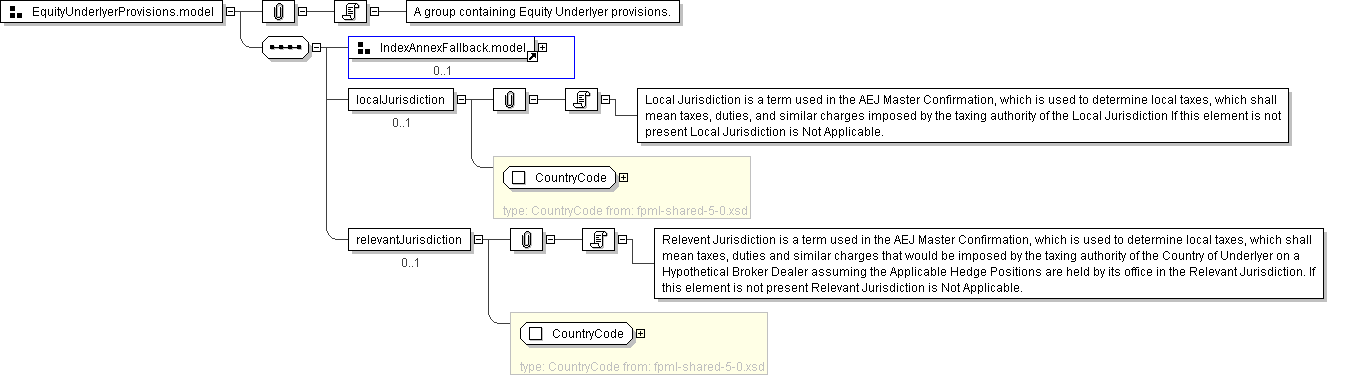 EquityUnderlyerProvisions.model
A group containing Equity Underlyer provisions.
IndexAnnexFallback.model
0..1
localJurisdiction
0..1
Local Jurisdiction is a term used in the AEJ Master Confirmation, which is used to determine local taxes, which shall
mean taxes, duties, and similar charges imposed by the taxing authority of the Local Jurisdiction If this element is not
present Local Jurisdiction is Not Applicable.
CountryCode
type: CountryCode from: fpml-shared-5-0.xsd
relevantJurisdiction
0..1
Relevent Jurisdiction is a term used in the AEJ Master Confirmation, which is used to determine local taxes, which shall
mean taxes, duties and similar charges that would be imposed by the taxing authority of the Country of Underlyer on a
Hypothetical Broker Dealer assuming the Applicable Hedge Positions are held by its office in the Relevant Jurisdiction. If
this element is not present Relevant Jurisdiction is Not Applicable.
CountryCode
type: CountryCode from: fpml-shared-5-0.xsd